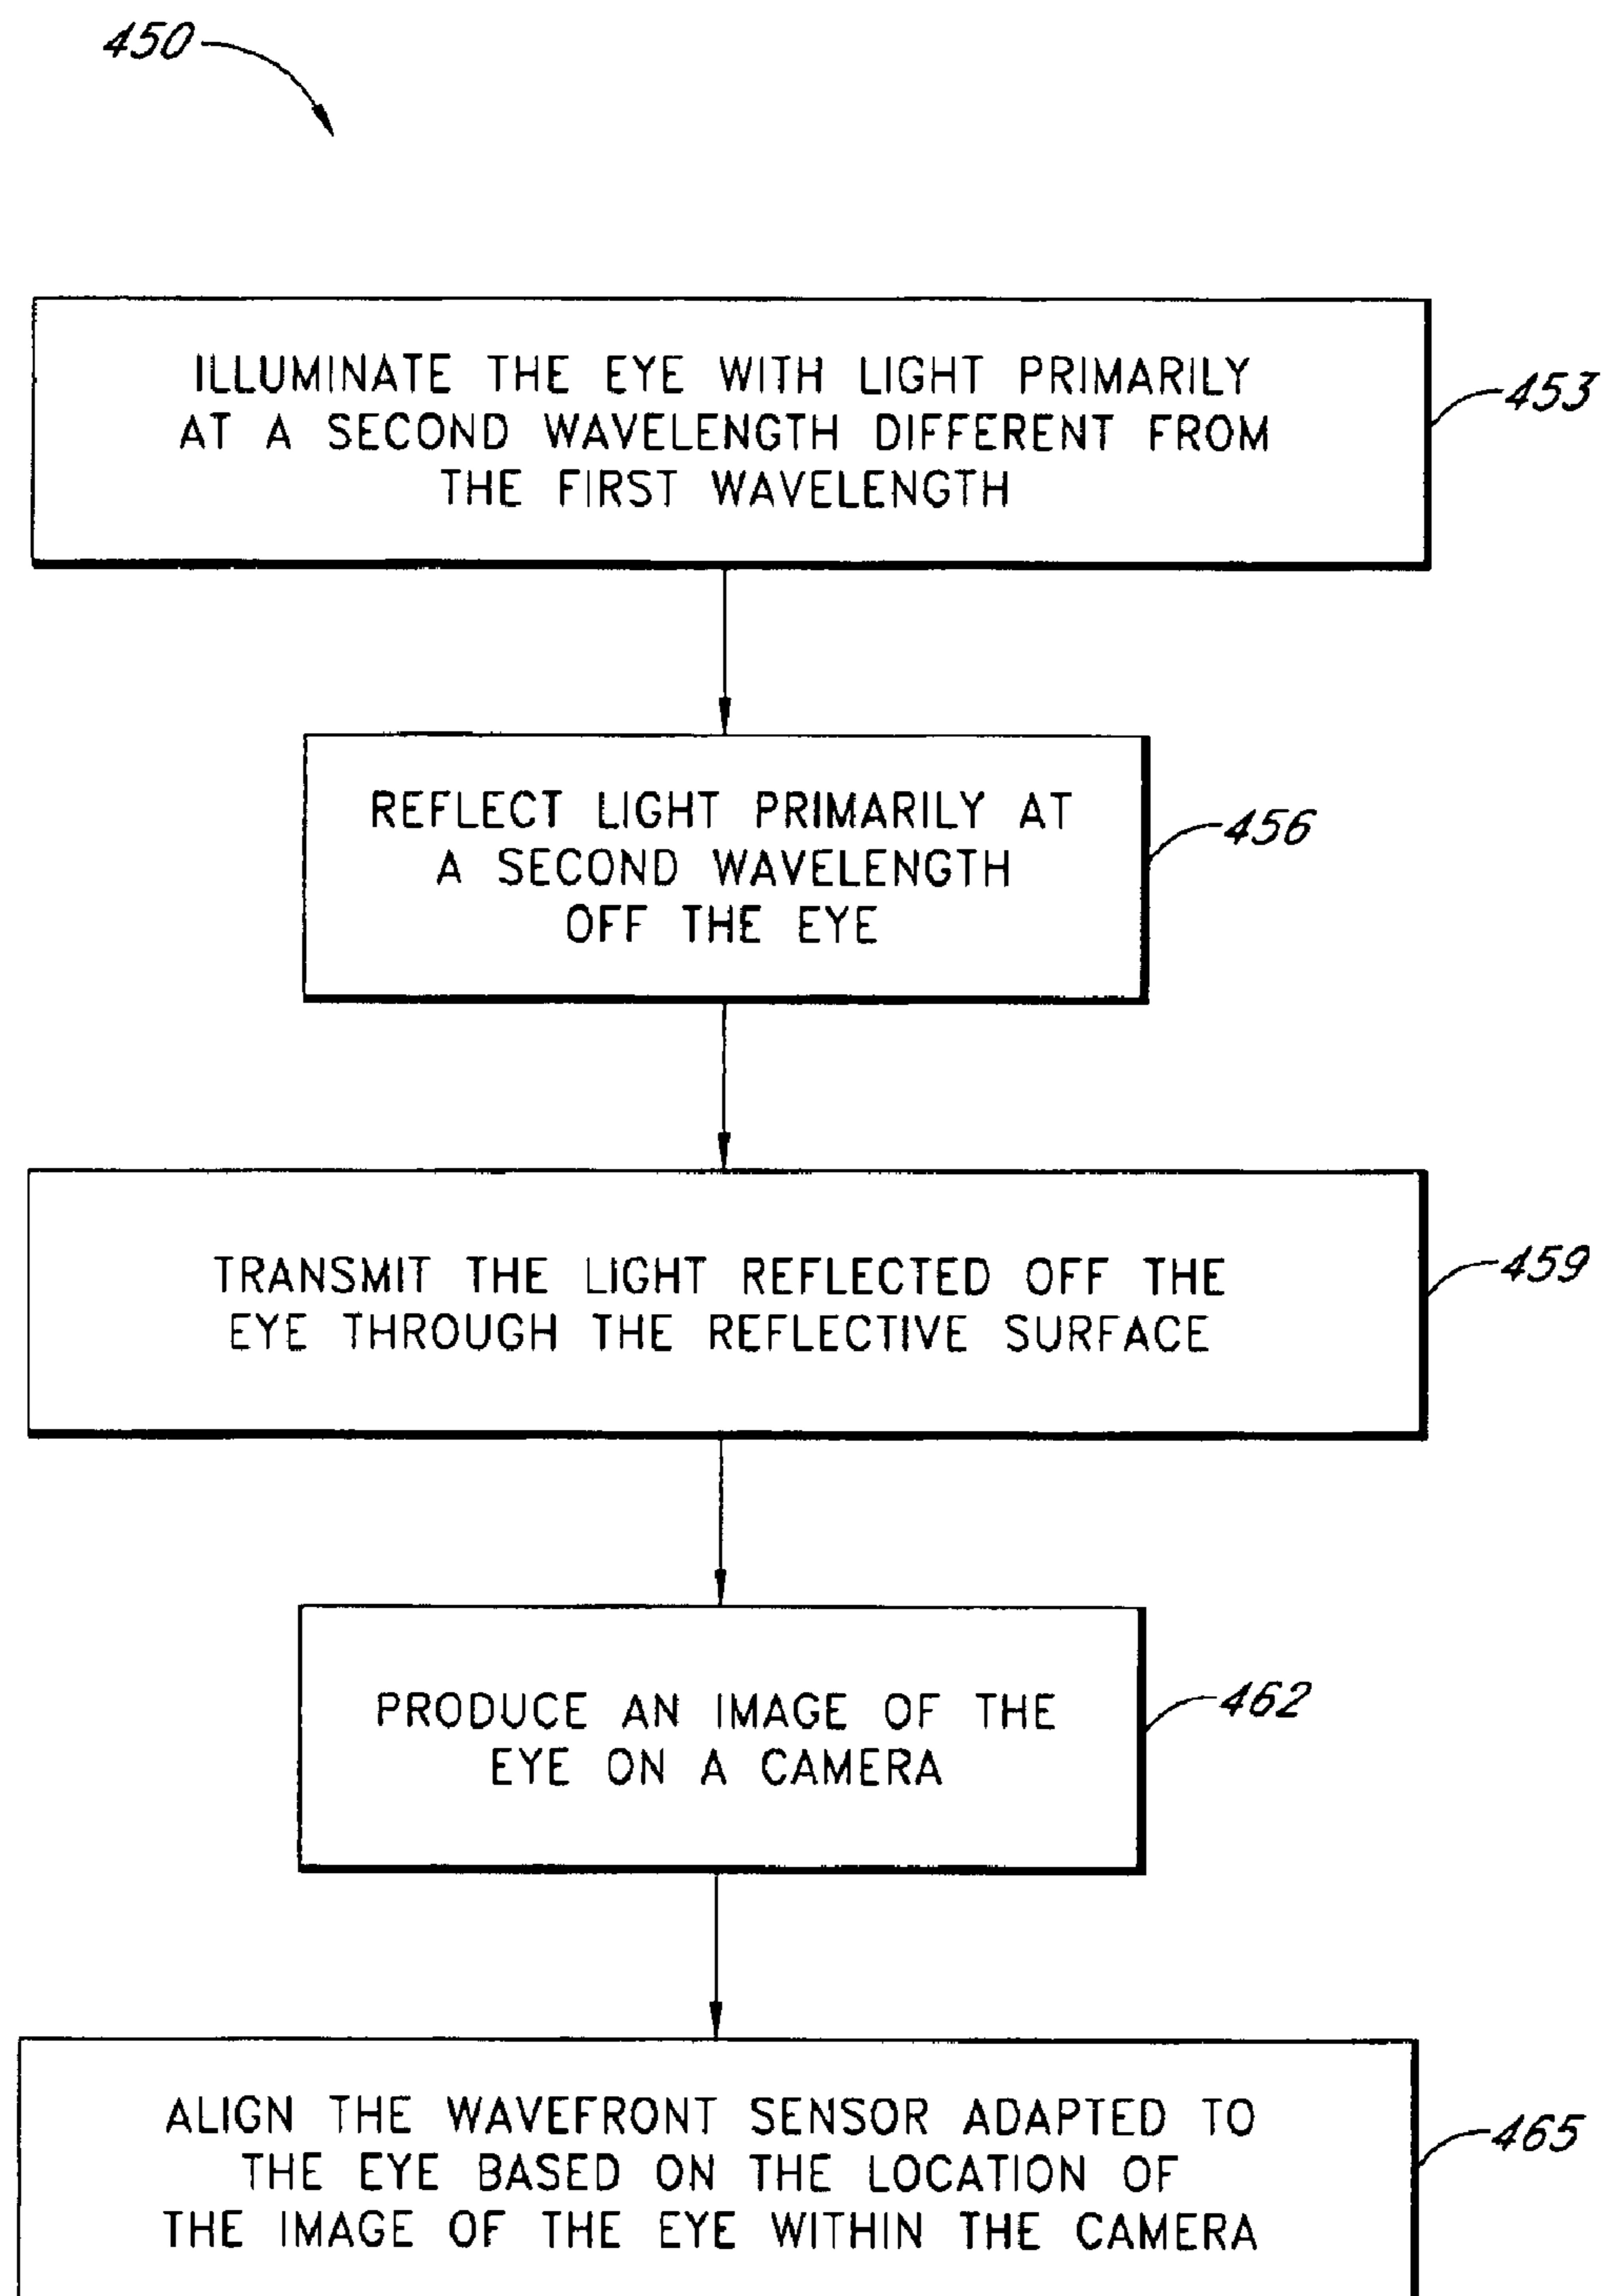 450
ILLUMINATE THE EYE WITH LIGHT PRIMARILY
AT A SECOND WAVELENGTH DIFFERENT FROM
THE FIRST WAVELENGTH
453
REFLECT LIGHT PRIMARILY AT
A SECOND WAVELENGTH
OFF THE EYE
456
TRANSMIT THE LIGHT REFLECTED OFF THE
EYE THROUGH THE REFLECTIVE SURFACE
459
PRODUCE AN IMAGE OF THE
EYE ON A CAMERA
462
ALIGN THE WAVEFRONT SENSOR ADAPTED TO
THE EYE BASED ON THE LOCATION OF
THE IMAGE OF THE EYE WITHIN THE CAMERA
465